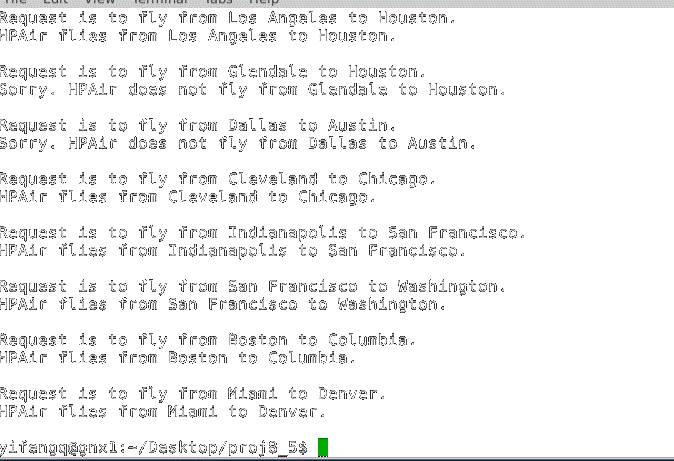 File Edit View Terminal Tabs Help
Request is to fly from Los Angeles to Houston.
HPAir flies from Los Angeles to Houston.
Request is to fly from Glendale to Houston.
Sorry. HPAir does not fly from Glendale to Houston.
Request is to fly from Dallas to Austin.
Sorry. HPAir does not fly from Dallas to Austin.
Request is to fly from Cleveland to Chicago.
HPAir flies from Cleveland to Chicago.
Request is to fly from Indianapolis to San Francisco.
HPAir flies from Indianapolis to San Francisco.
Request is to fly from San Francisco to Washington.
HPAir flies from San Francisco to Washington.
Request is to fly from Boston to Columbia.
HPAir flies from Boston to Columbia.
Request is to fly from Miami to Denver.
HPAir flies from Miami to Denver.
yifengq@gnxl:~/Desktop/proj8_5$